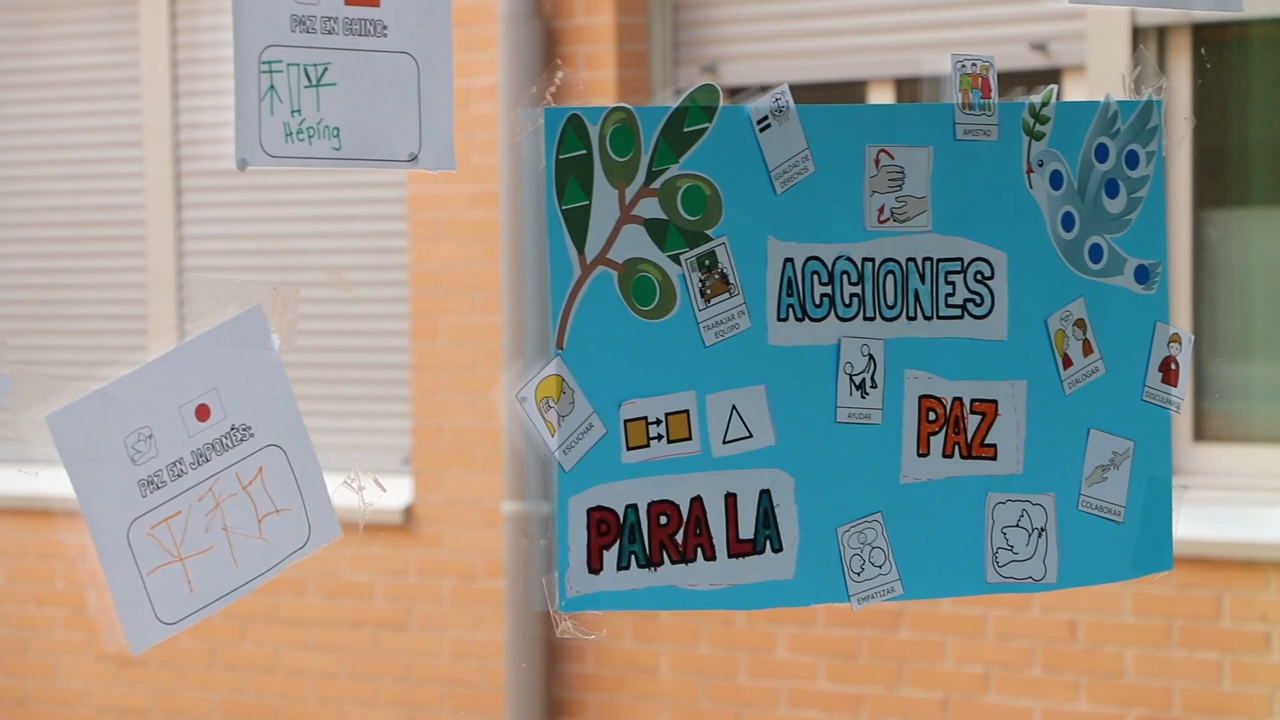 PAZ EN CHINO:
和平
Hépíng
PAZ EN JAPONÉS:
平和
IGUALDAD DE
DERECHOS
AMISTAD
TRABAJAR EN
EQUIPO
ACCIONES
ESCUCHAR
AYUDAR
DIALOGAR
DISCULPARSE
PAZ
COLABORAR
PARA LA
EMPATIZAR